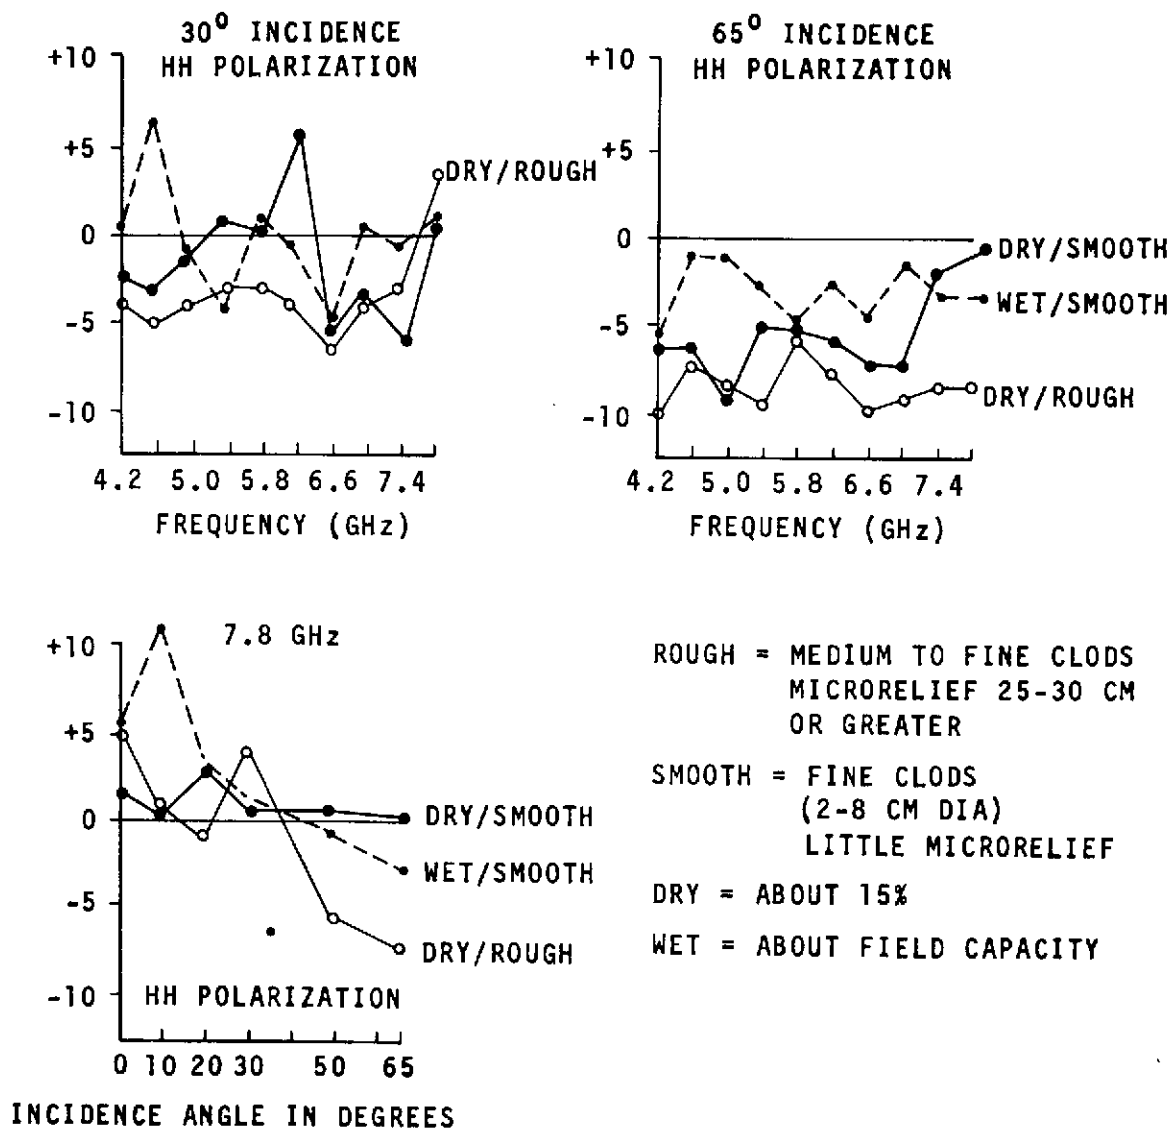 30° INCIDENCE
HH POLARIZATION
+10
+5
0
-5
-10
DRY/ROUGH
4.2 5.0 5.8 6.6 7.4
FREQUENCY (GHz)
65° INCIDENCE
HH POLARIZATION
+10
+5
0
-5
-10
DRY/SMOOTH
WET/SMOOTH
DRY/ROUGH
4.2 5.0 5.8 6.6 7.4
FREQUENCY (GHz)
7.8 GHz
+10
+5
0
-5
-10
DRY/SMOOTH
WET/SMOOTH
DRY/ROUGH
HH POLARIZATION
0 10 20 30 50 65
INCIDENCE ANGLE IN DEGREES
ROUGH = MEDIUM TO FINE CLODS
MICRORELIEF 25-30 CM
OR GREATER
SMOOTH = FINE CLODS
(2-8 CM DIA)
LITTLE MICRORELIEF
DRY = ABOUT 15%
WET = ABOUT FIELD CAPACITY